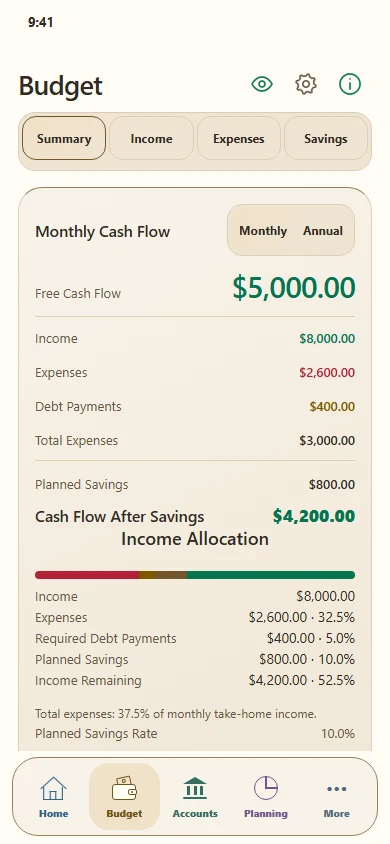 9:41
Budget
Summary Income Expenses Savings
Monthly Cash Flow Monthly Annual
Free Cash Flow $5,000.00
Income $8,000.00
Expenses $2,600.00
Debt Payments $400.00
Total Expenses $3,000.00
Planned Savings $800.00
Cash Flow After Savings $4,200.00
Income Allocation
Income $8,000.00
Expenses $2,600.00 · 32.5%
Required Debt Payments $400.00 · 5.0%
Planned Savings $800.00 · 10.0%
Income Remaining $4,200.00 · 52.5%
Total expenses: 37.5% of monthly take-home income.
Planned Savings Rate 10.0%
Home Budget Accounts Planning More